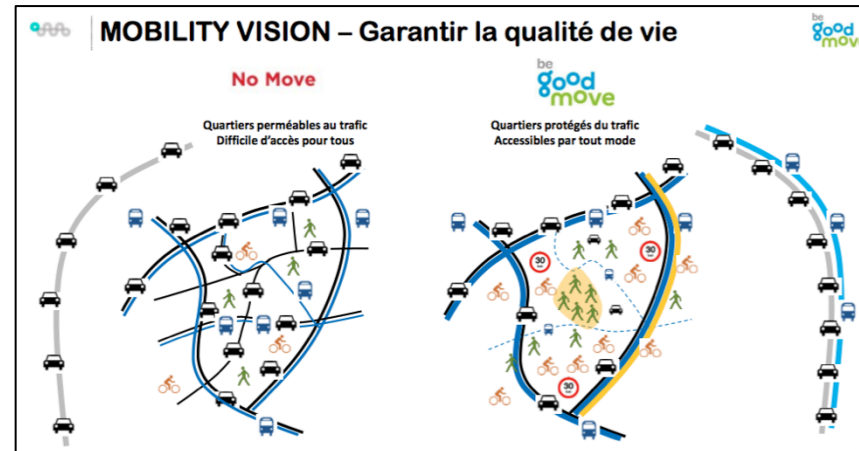 MOBILITY VISION – Garantir la qualité de vie
be
good
move
No Move
Quartiers perméables au trafic
Difficile d'accès pour tous
be
good
move
Quartiers protégés du trafic
Accessibles par tout mode
30
30
30